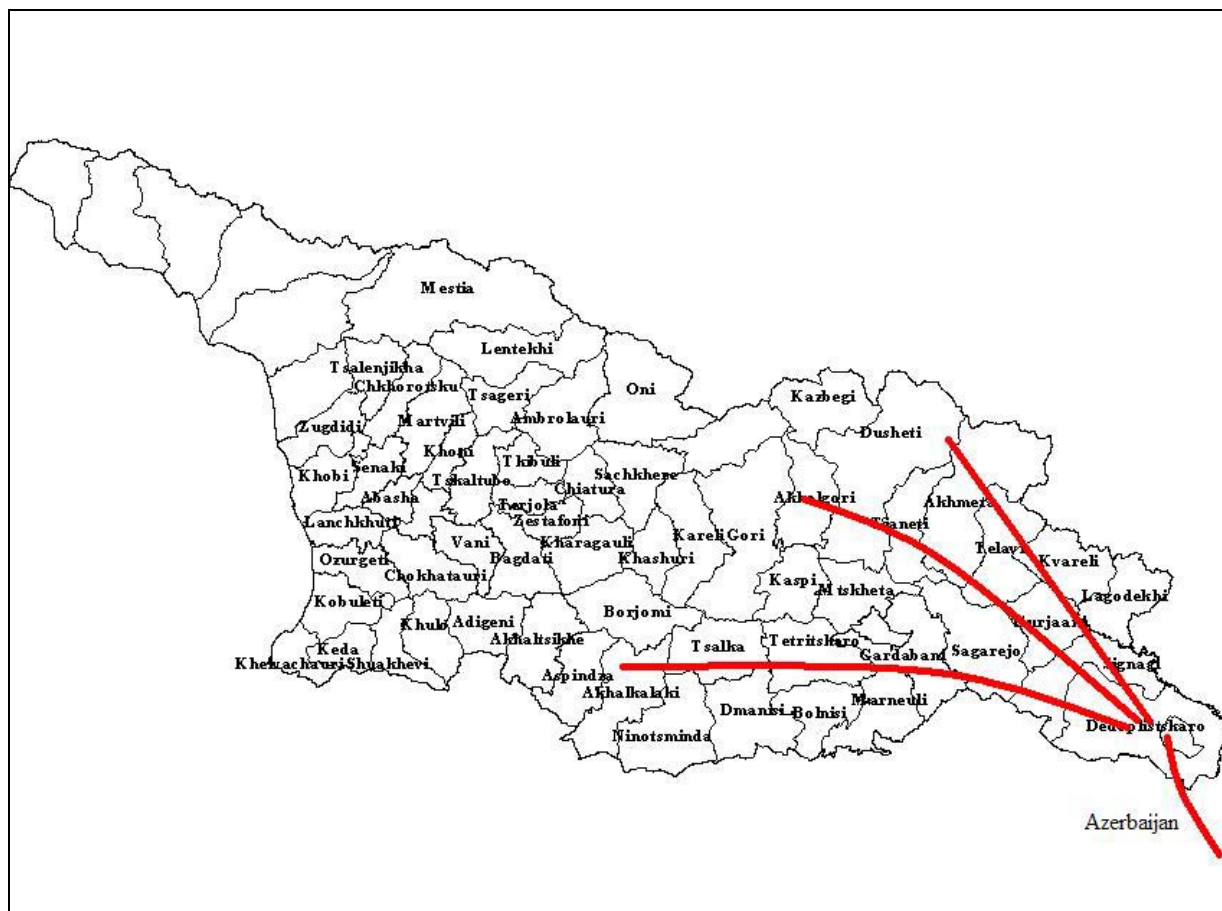 Mestia
Lentekhi
Tsalenjikha
Chkhorotsku
Tsageri
Oni
Kazbegi
Ambrolauri
Martvili
Zugdidi
Dusheti
Khoni
Tkibuli
Senaki
Khobi
Sachkhere
Tskaltubo
Chiatura
Abasha
Akhalgori
Akhmeta
Terjola
Lanchkhuti
Zestafoni
Tianeti
Kareli
Gori
Vani
Kharagauli
Telavi
Ozurgeti
Bagdati
Khashuri
Kvareli
Chokhatauri
Kaspi
Mtskheta
Lagodekhi
Kobuleti
Borjomi
Khulo
Adigeni
Gurjaani
Akhaltsikhe
Tsalka
Tetritskaro
Keda
Gardabani
Sagarejo
Khelvachauri
Shuakhevi
Signagi
Aspindza
Akhalkalaki
Marneuli
Dmanisi
Bolnisi
Dedoplistskaro
Ninotsminda
Azerbaijan